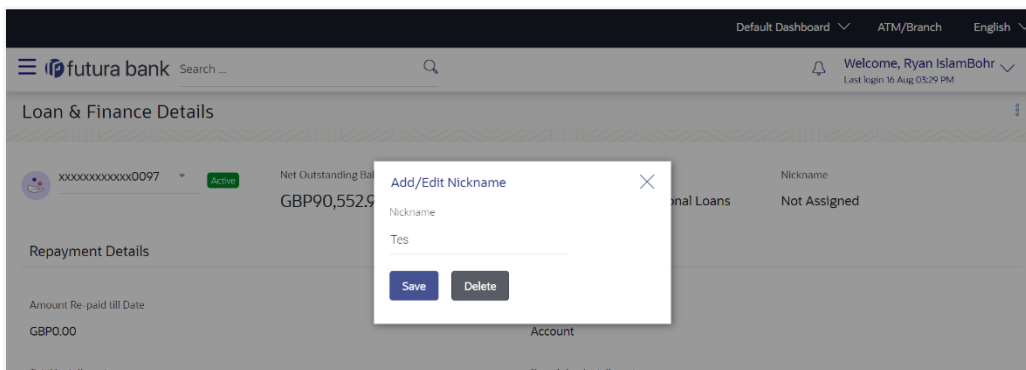 Default Dashboard ATM/Branch English
futura bank Search ...
Welcome, Ryan IslamBohr
Last login 16 Aug 03:29 PM
Loan & Finance Details
xxxxxxxxxxxx0097 Active
Net Outstanding Bal
GBP90,552.9
onal Loans
Nickname
Not Assigned
Add/Edit Nickname
Nickname
Tes
Save Delete
Repayment Details
Amount Re-paid till Date
GBP0.00
Account